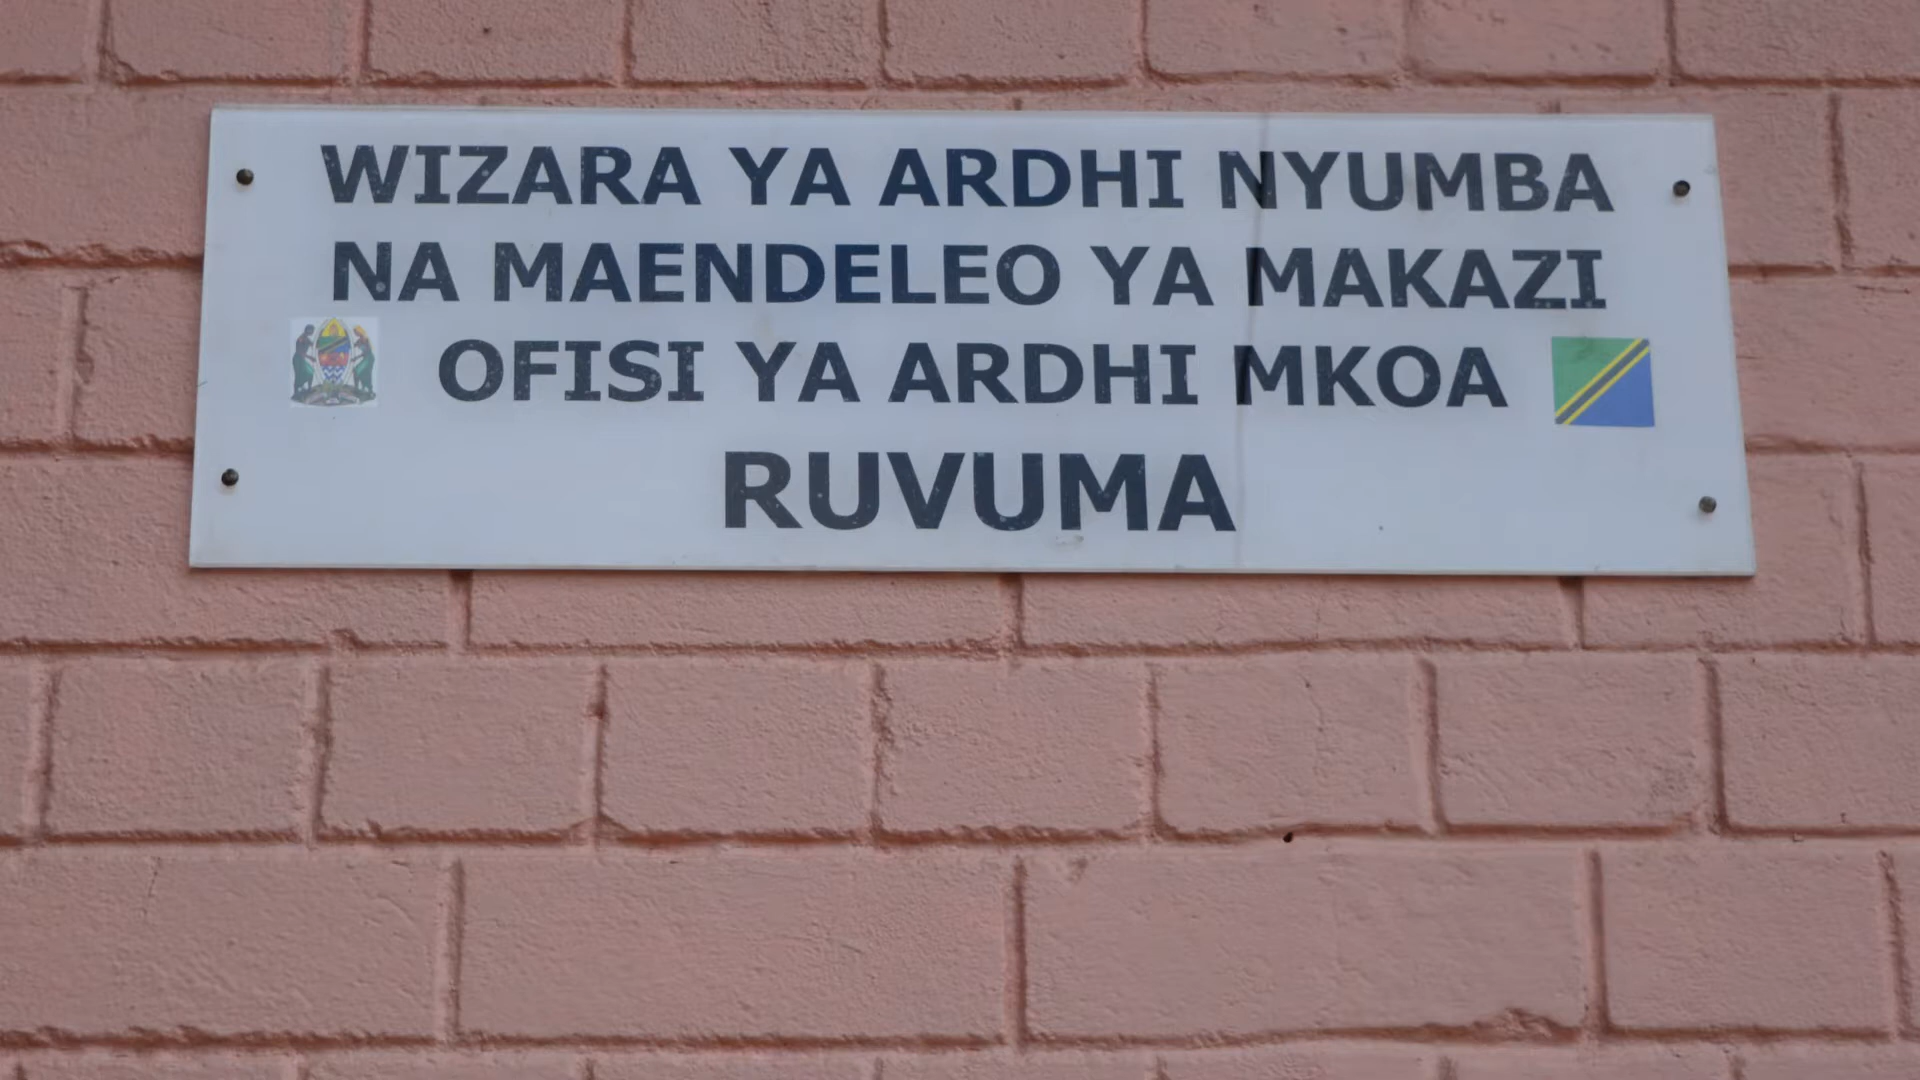 WIZARA YA ARDHI NYUMBA
NA MAENDELEO YA MAKAZI
OFISI YA ARDHI MKOA
RUVUMA